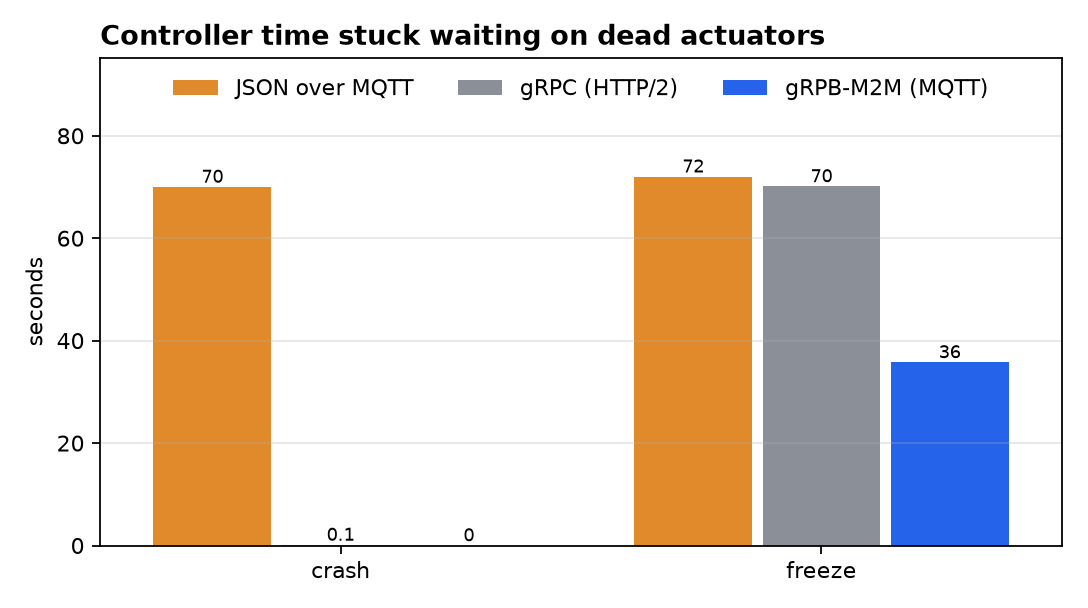 Controller time stuck waiting on dead actuators
JSON over MQTT gRPC (HTTP/2) gRPB-M2M (MQTT)
80
60
40
20
0
seconds
70
0.1
0
72
70
36
crash
freeze